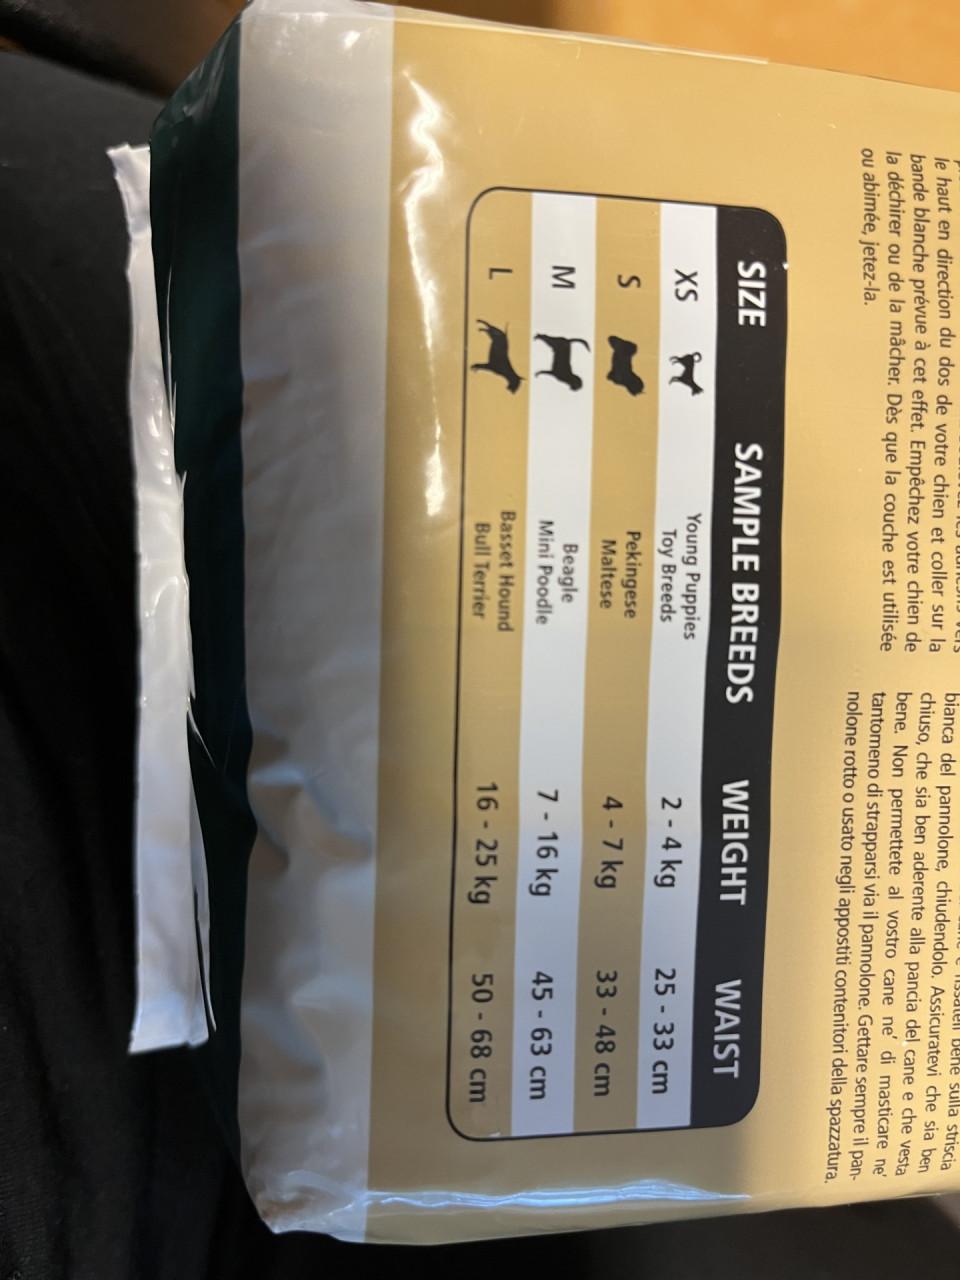 le haut en direction du dos de votre chien et coller sur la
bande blanche prévue à cet effet. Empêchez votre chien de
la déchirer ou de la mâcher. Dès que la couche est utilisée
ou abimée, jetez-la.
bianca del pannolone, chiudendolo. Assicuratevi che sia ben
chiuso, che sia ben aderente alla pancia del cane e che vesta
bene. Non permettete al vostro cane ne' di masticare ne'
tantomeno di strapparsi via il pannolone. Gettare sempre il pan-
nolone rotto o usato negli appostiti contenitori della spazzatura.
SIZE SAMPLE BREEDS WEIGHT WAIST
XS Young Puppies Toy Breeds 2 - 4 kg 25 - 33 cm
S Pekingese Maltese 4 - 7 kg 33 - 48 cm
M Beagle Mini Poodle 7 - 16 kg 45 - 63 cm
L Basset Hound Bull Terrier 16 - 25 kg 50 - 68 cm